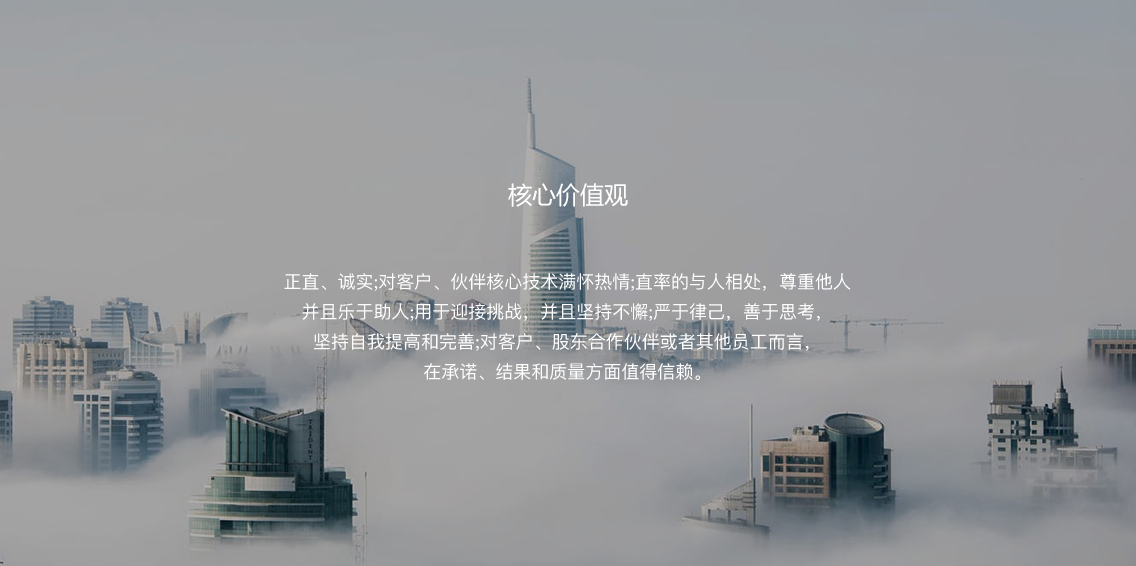 核心价值观
正直、诚实;对客户、伙伴核心技术满怀热情;直率的与人相处，尊重他人
并且乐于助人;用于迎接挑战，并且坚持不懈;严于律己，善于思考，
坚持自我提高和完善;对客户、股东合作伙伴或者其他员工而言，
在承诺、结果和质量方面值得信赖。
TRIDENT